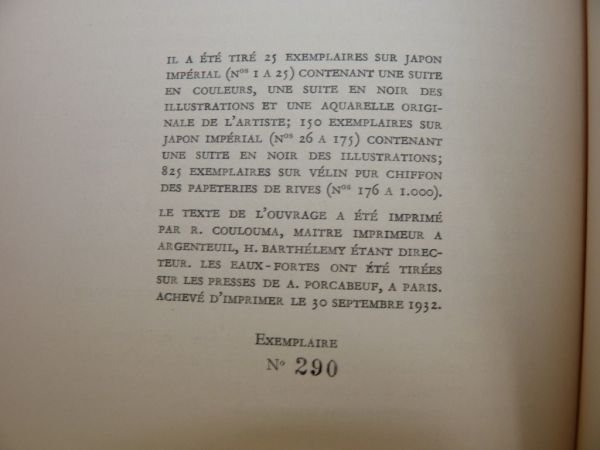 IL A ÉTÉ TIRÉ 25 EXEMPLAIRES SUR JAPON
IMPÉRIAL (Nos 1 A 25) CONTENANT UNE SUITE
EN COULEURS, UNE SUITE EN NOIR DES
ILLUSTRATIONS ET UNE AQUARELLE ORIGI-
NALE DE L'ARTISTE; 150 EXEMPLAIRES SUR
JAPON IMPÉRIAL (Nos 26 A 175) CONTENANT
UNE SUITE EN NOIR DES ILLUSTRATIONS;
825 EXEMPLAIRES SUR VÉLIN PUR CHIFFON
DES PAPETERIES DE RIVES (Nos 176 A 1.000).
LE TEXTE DE L'OUVRAGE A ÉTÉ IMPRIMÉ
PAR R. COULOUMA, MAITRE IMPRIMEUR A
ARGENTEUIL, H. BARTHÉLEMY ÉTANT DIREC-
TEUR. LES EAUX-FORTES ONT ÉTÉ TIRÉES
SUR LES PRESSES DE A. PORCABEUF, A PARIS.
ACHEVÉ D'IMPRIMER LE 30 SEPTEMBRE 1932.
EXEMPLAIRE
No 290